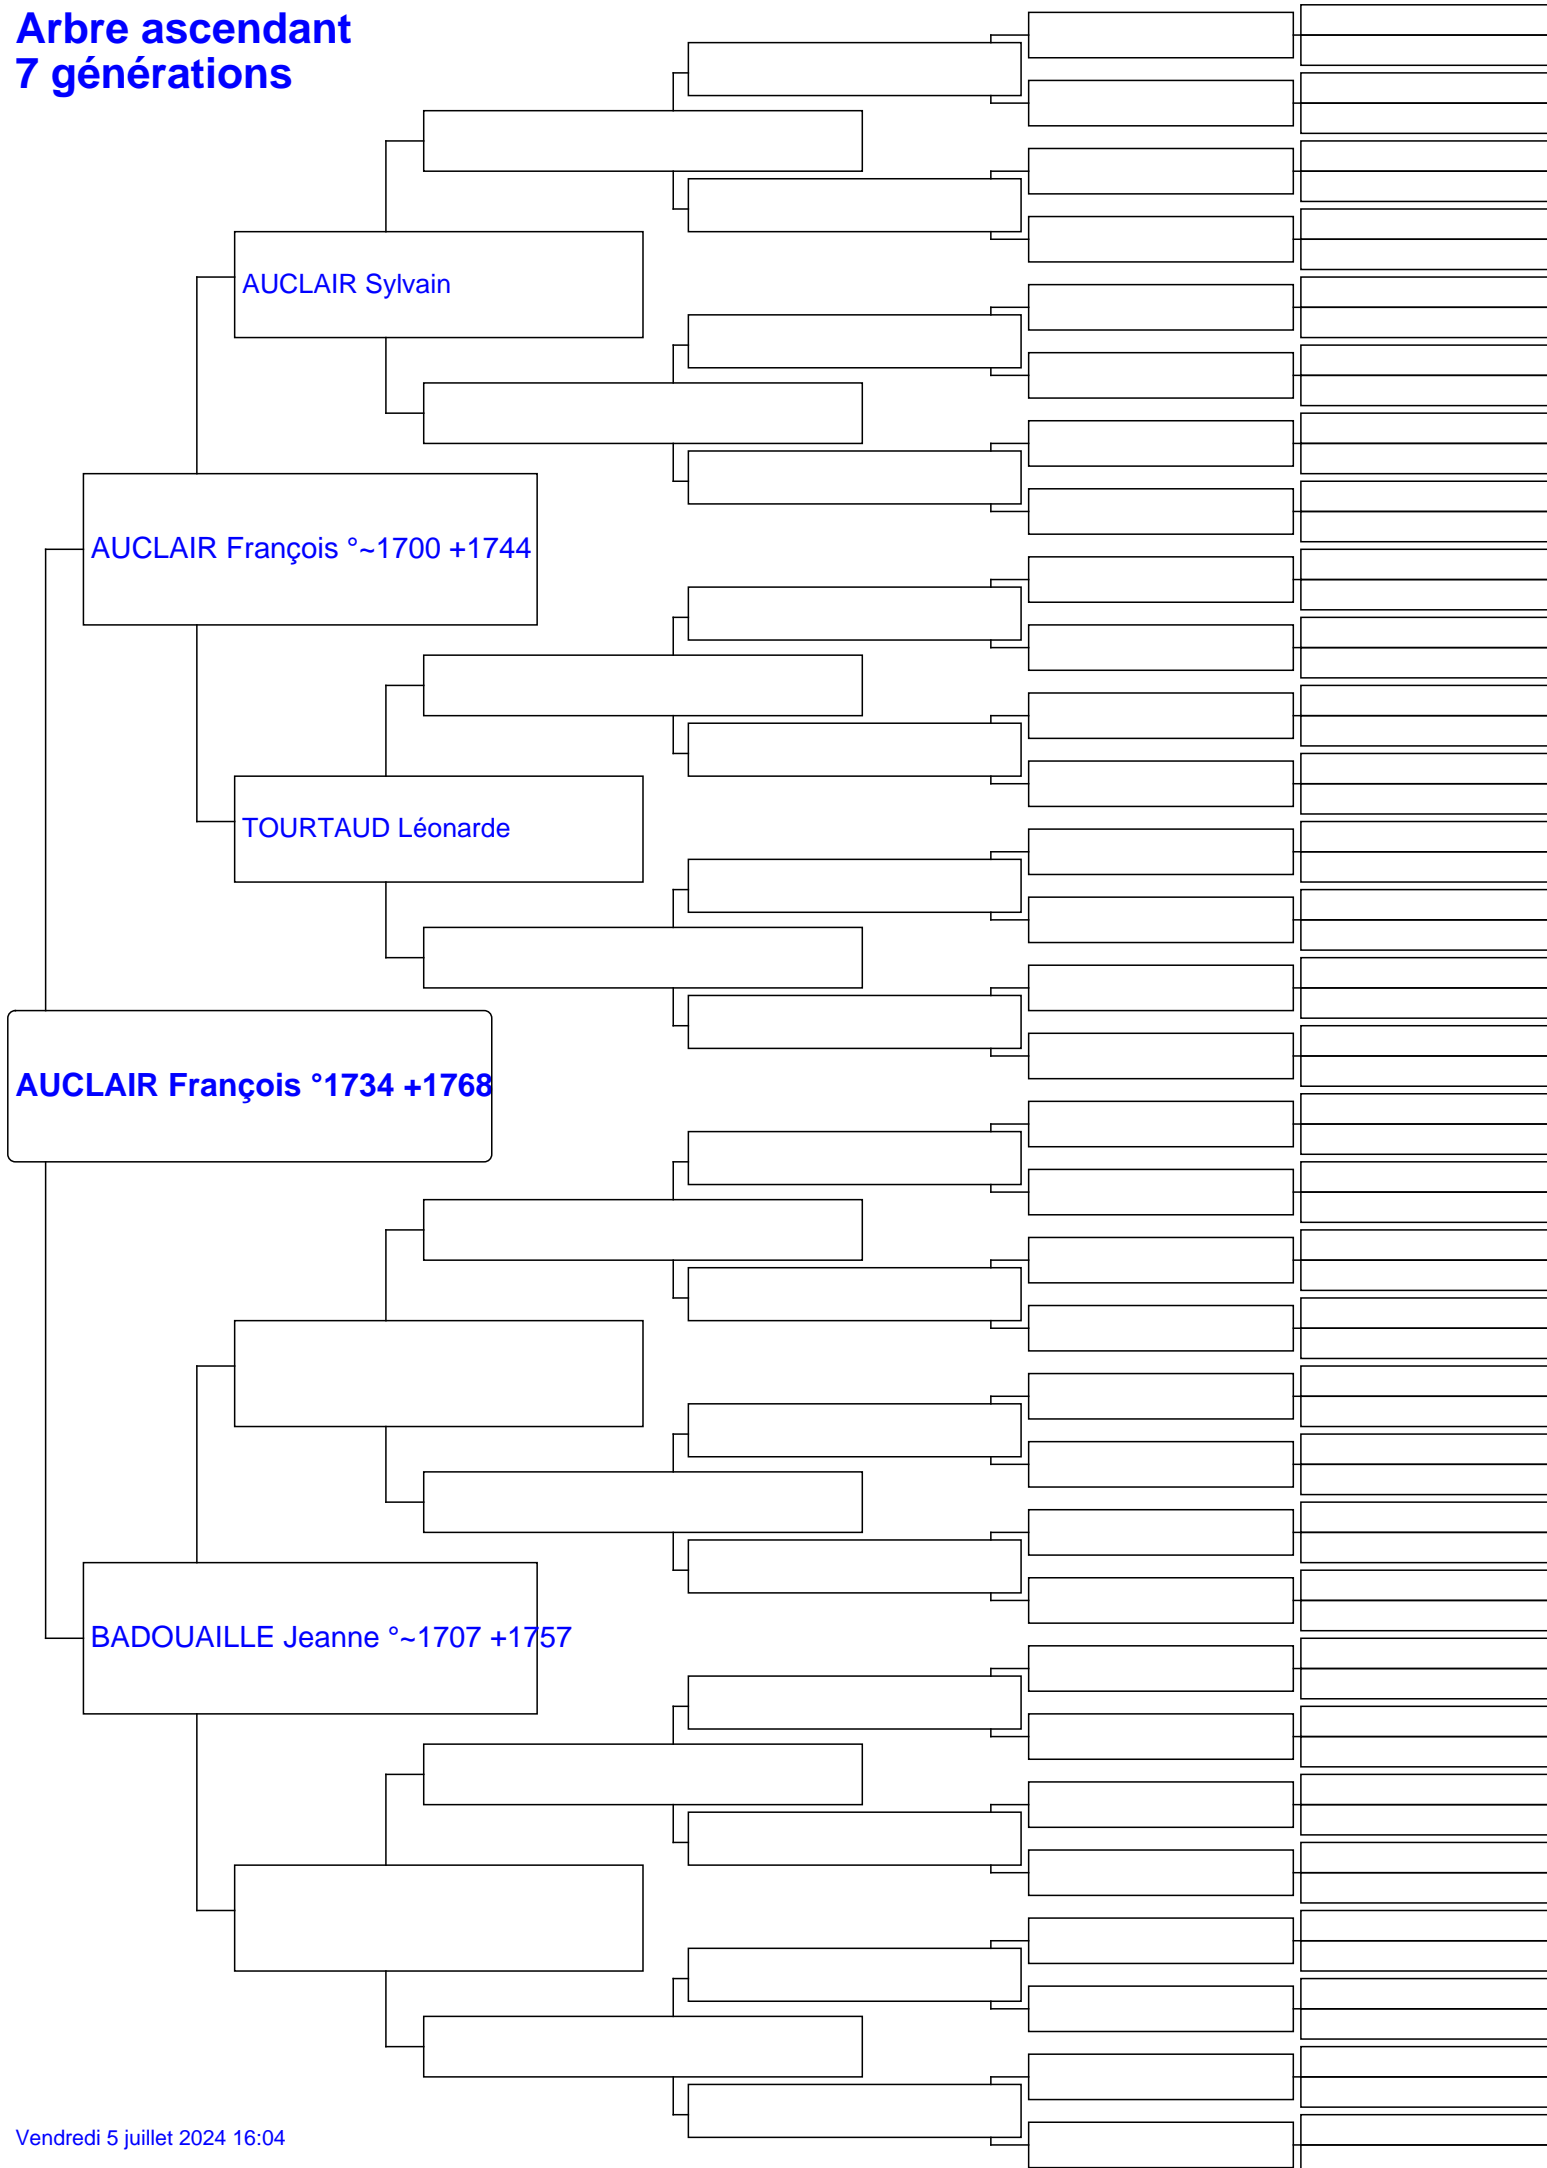 Arbre ascendant
7 générations
AUCLAIR Sylvain
AUCLAIR François °~1700 +1744
TOURTAUD Léonarde
AUCLAIR François °1734 +1768
BADOUAILLE Jeanne °~1707 +1757
Vendredi 5 juillet 2024 16:04